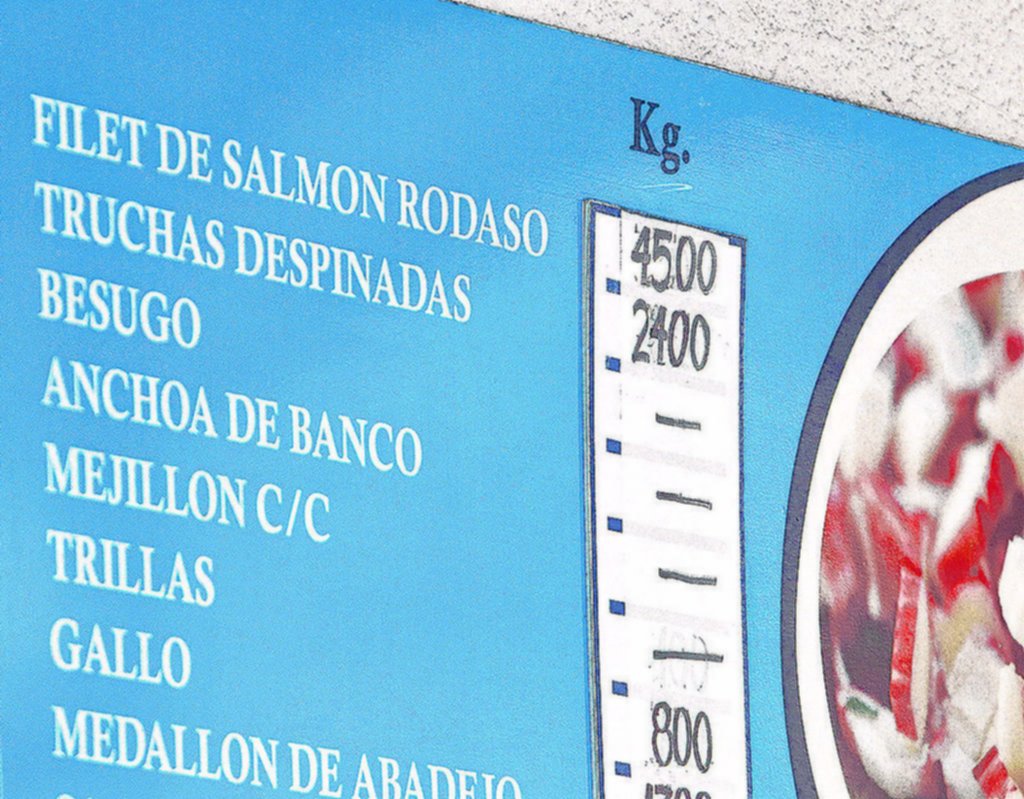 Kg.
FILET DE SALMON RODASO 4500
TRUCHAS DESPINADAS 2400
BESUGO —
ANCHOA DE BANCO —
MEJILLON C/C —
TRILLAS —
GALLO 800
MEDALLON DE ABADEJO